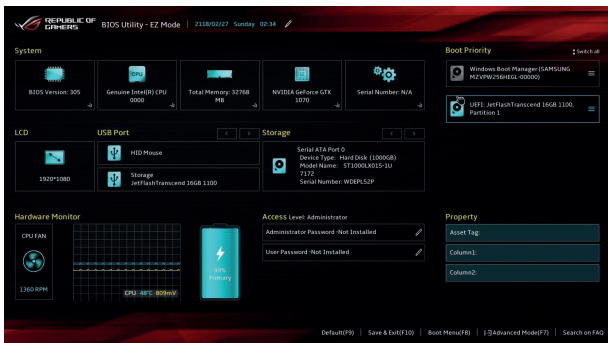 REPUBLIC OF
GAMERS
BIOS Utility - EZ Mode
2118/02/27 Sunday 02:34
System
BIOS Version: 305
CPU
Genuine Intel(R) CPU
0000
Total Memory: 32768
MB
NVIDIA GeForce GTX
1070
Serial Number: N/A
Boot Priority
Switch all
Windows Boot Manager (SAMSUNG
MZVPW256HEGL-00000)
UEFI: JetFlashTranscend 16GB 1100,
Partition 1
LCD
1920*1080
USB Port
HID Mouse
Storage
JetFlashTranscend 16GB 1100
Storage
Serial ATA Port 0
Device Type: Hard Disk (1000GB)
Model Name: ST1000LX015-1U
7172
Serial Number: WDEPL52P
Hardware Monitor
CPU FAN
1360 RPM
CPU 48°C 809mV
99%
Primary
Access Level: Administrator
Administrator Password -Not Installed
User Password -Not Installed
Property
Asset Tag:
Column1:
Column2:
Default(F9)
Save & Exit(F10)
Boot Menu(F8)
Advanced Mode(F7)
Search on FAQ